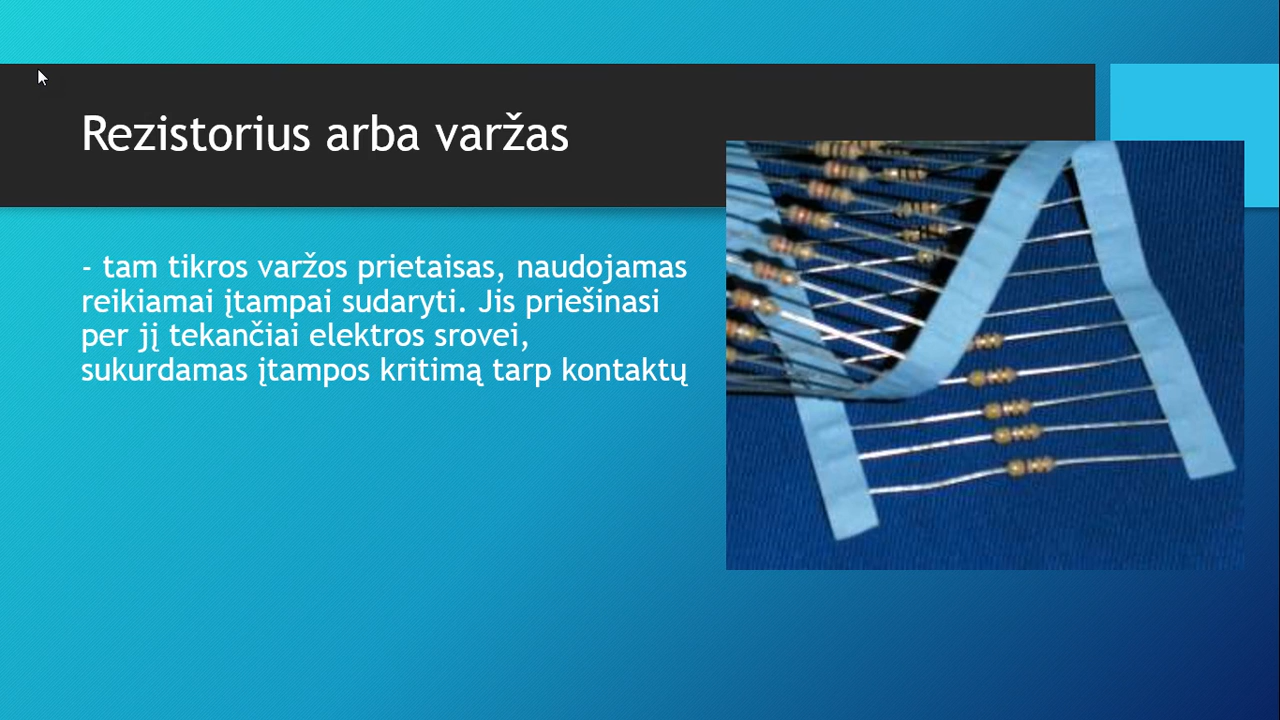 Rezistorius arba varžas
- tam tikros varžos prietaisas, naudojamas
reikiamai įtampai sudaryti. Jis priešinasi
per jį tekančiai elektros srovei,
sukurdamas įtampos kritimą tarp kontaktų